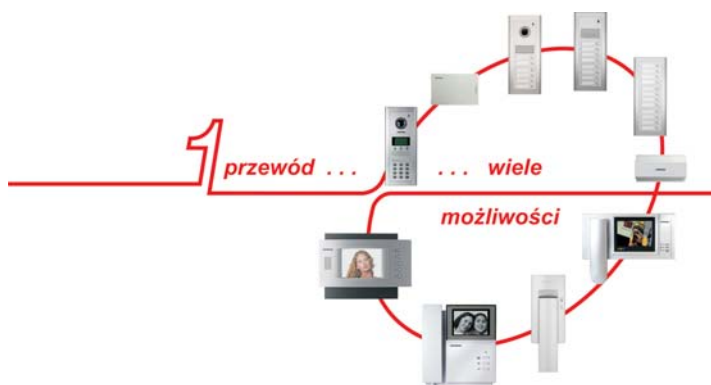 1 przewód . . . . . . wiele
możliwości